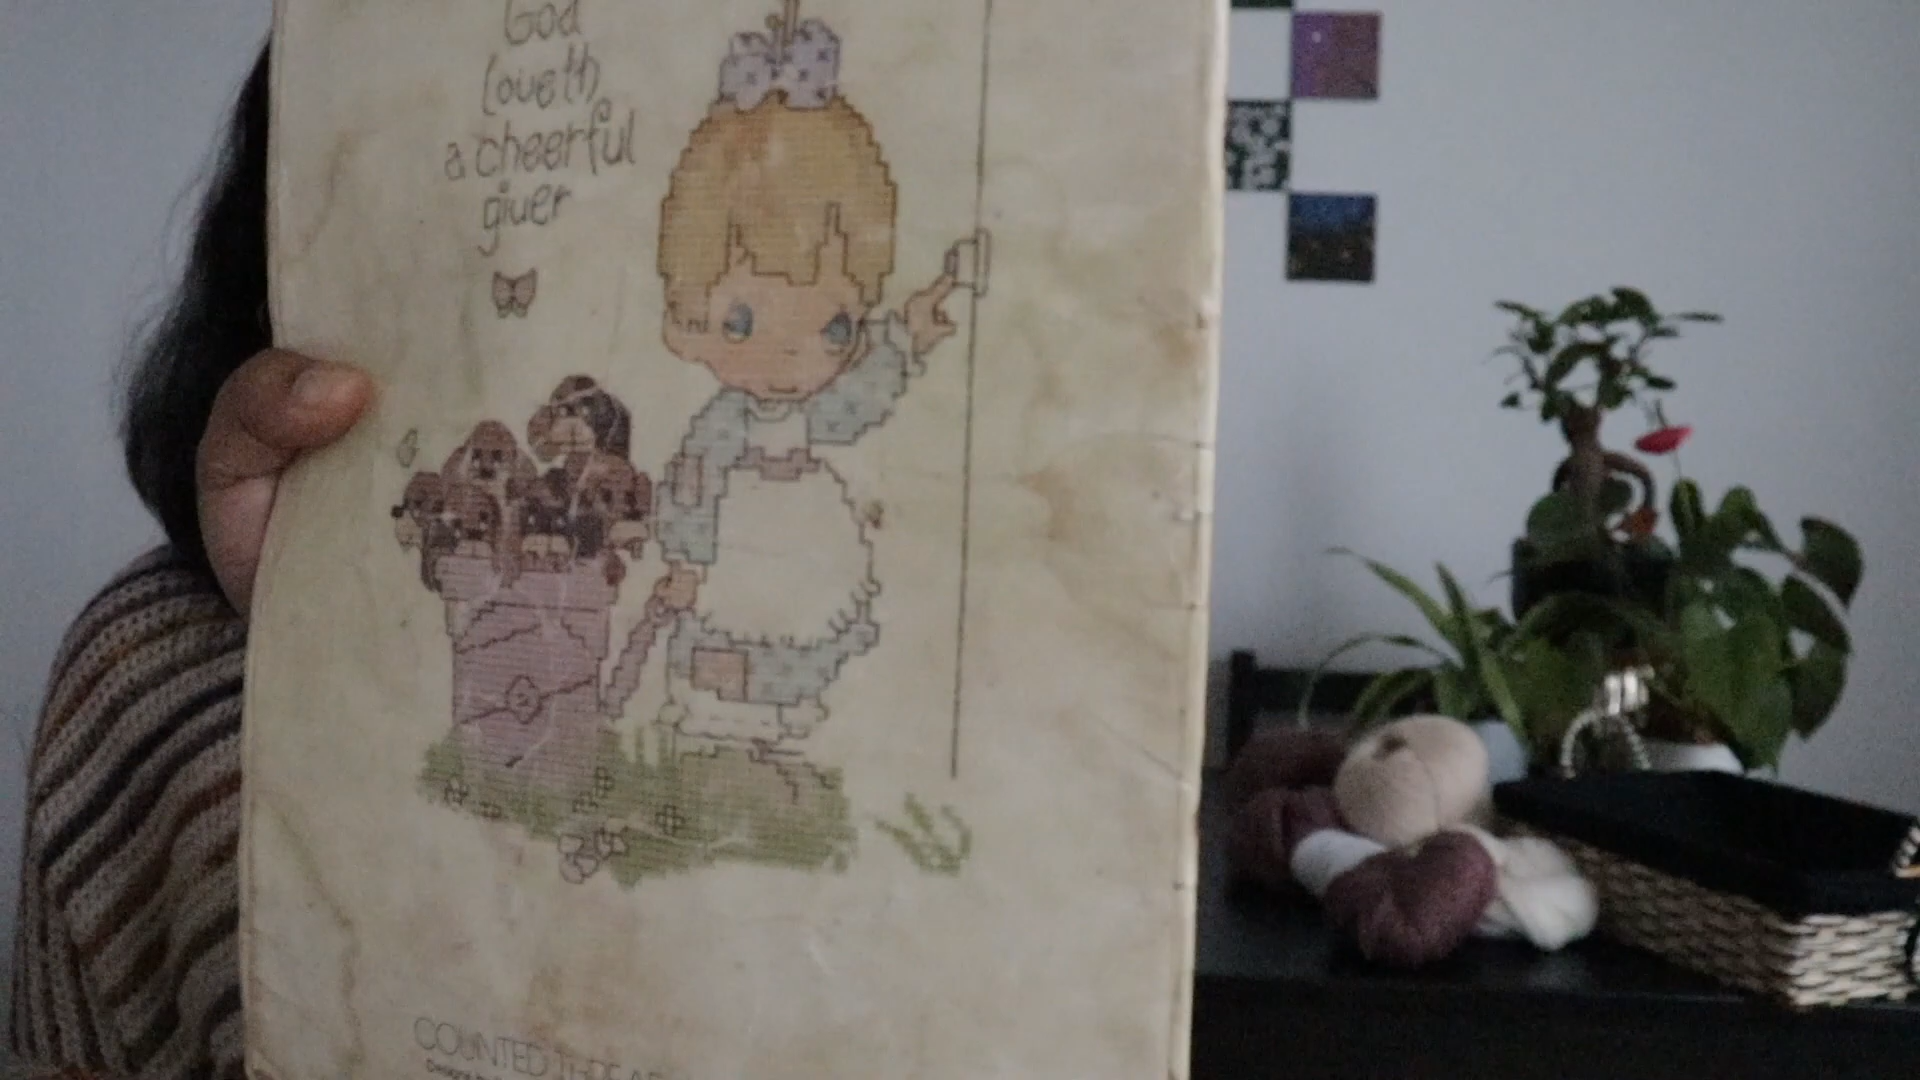 God
loveth
a cheerful
giver
COUNTED THREAD